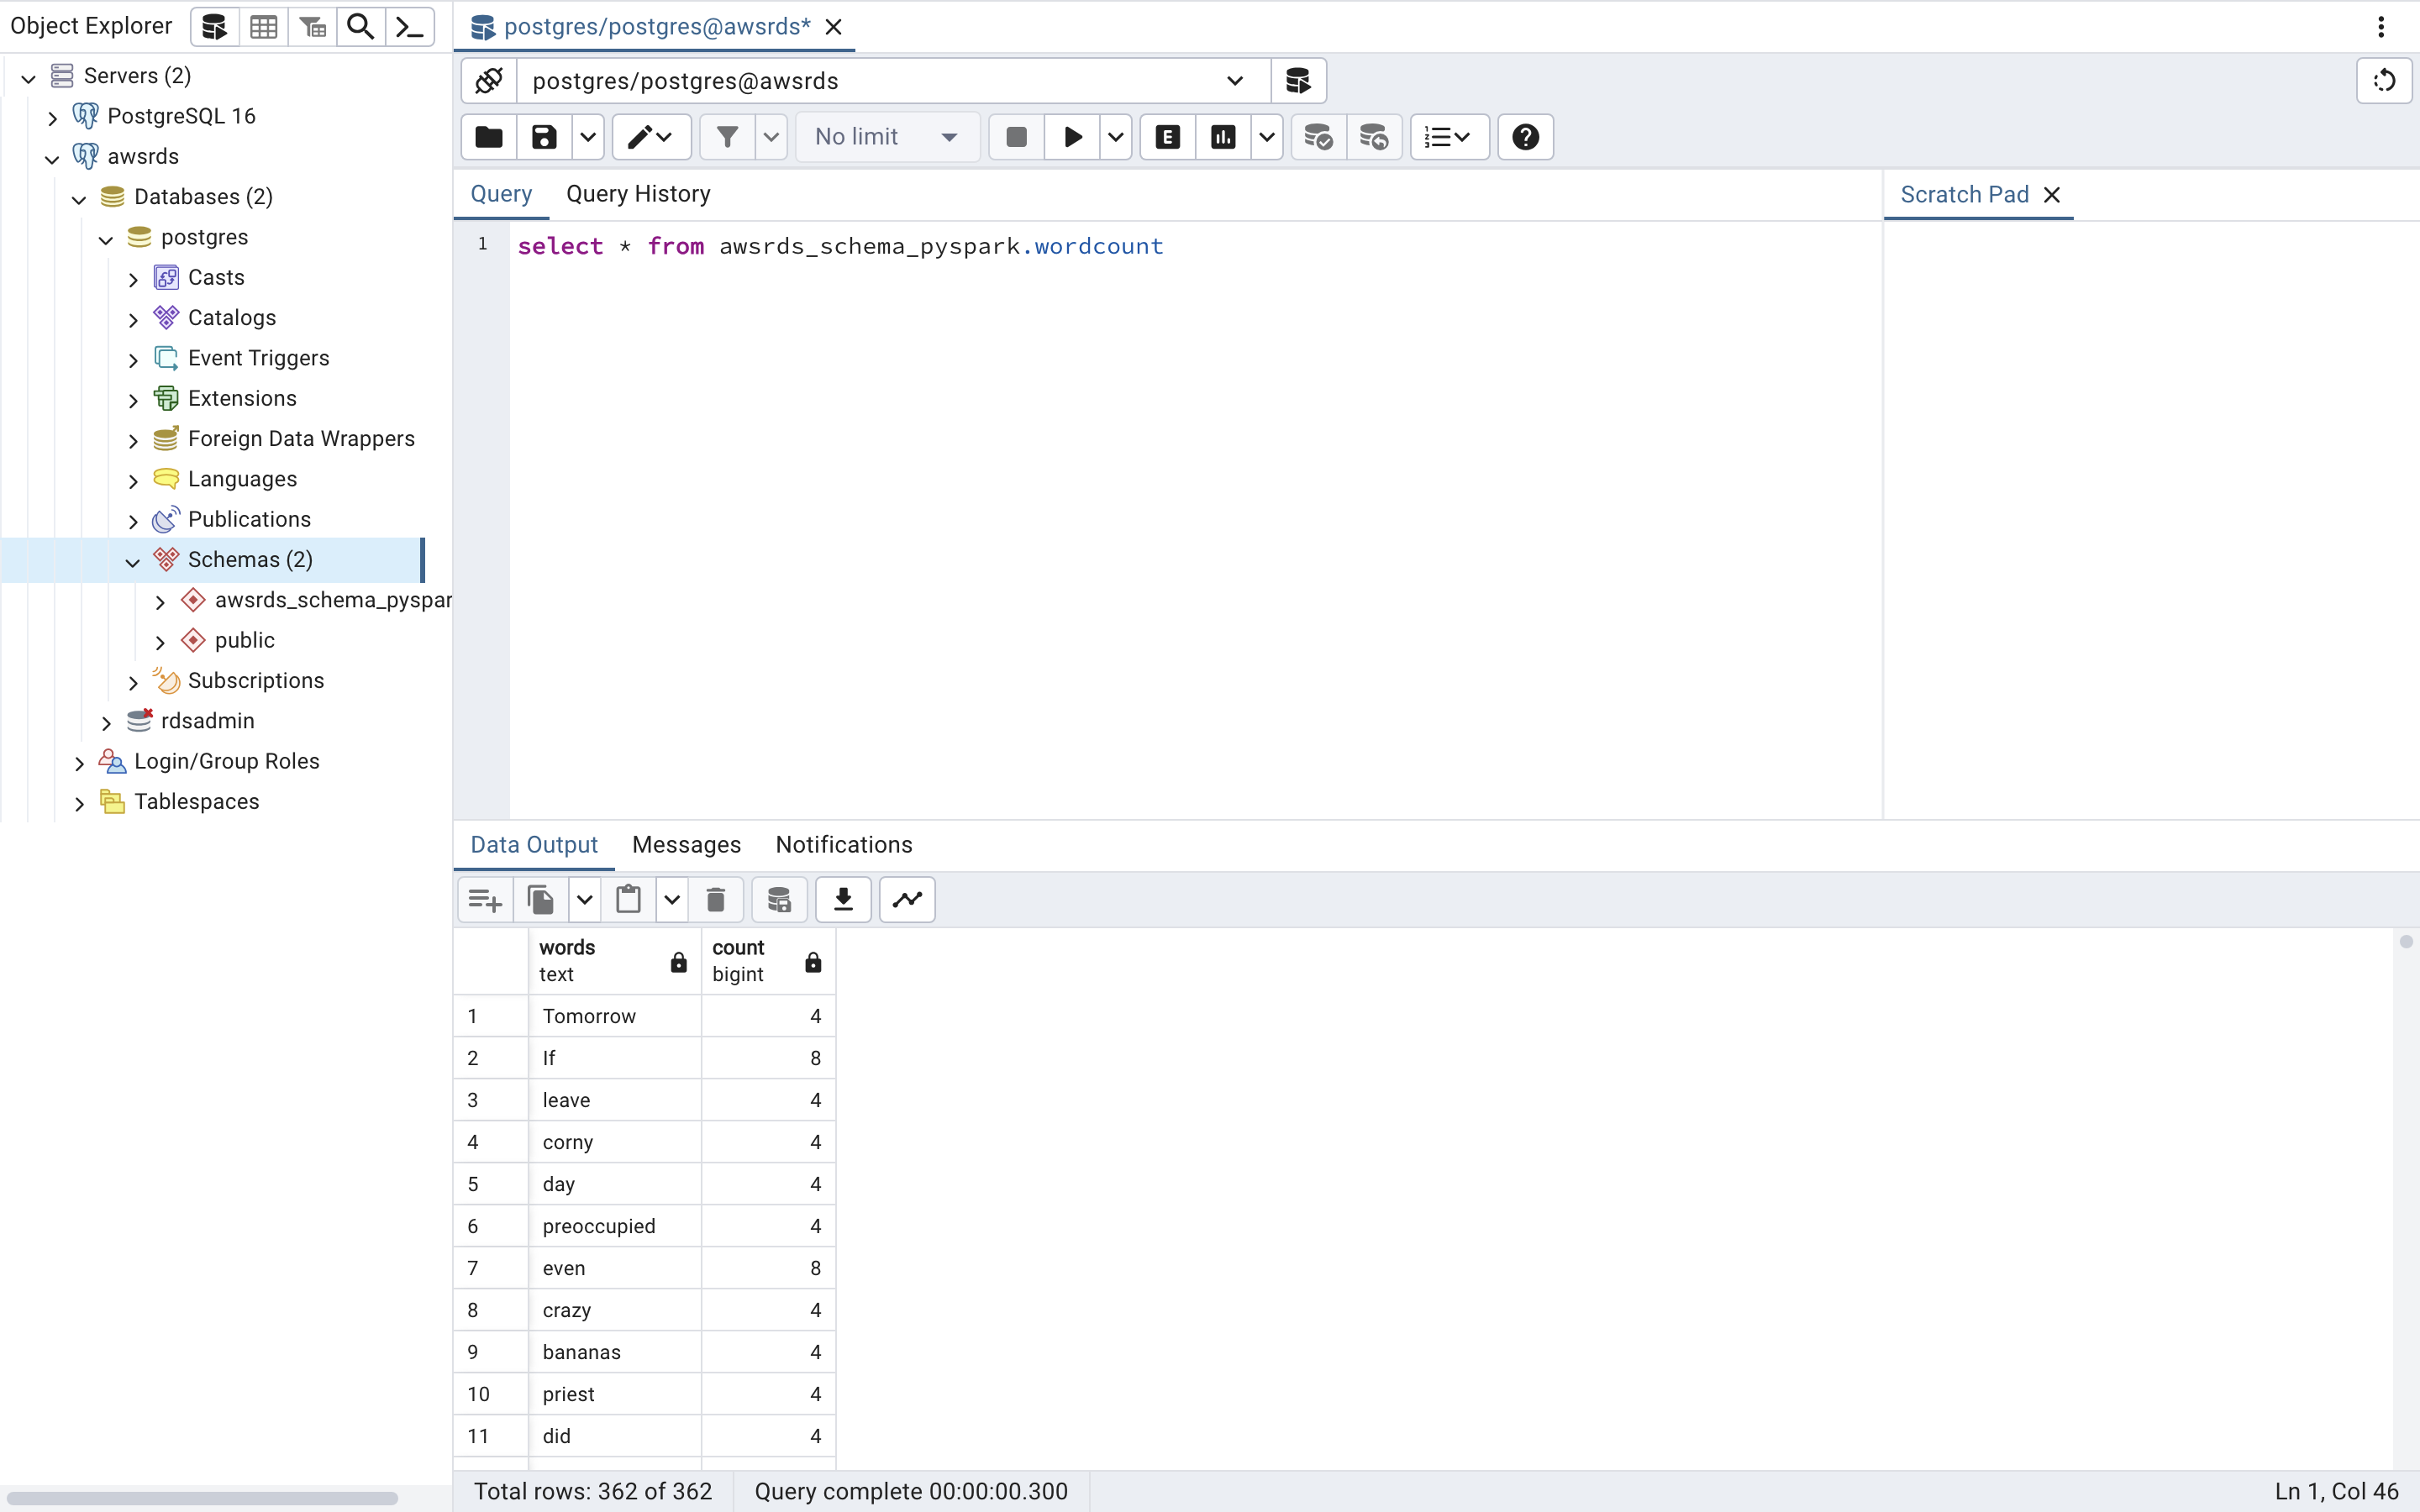 Object Explorer
Servers (2)
PostgreSQL 16
awsrds
Databases (2)
postgres
Casts
Catalogs
Event Triggers
Extensions
Foreign Data Wrappers
Languages
Publications
Schemas (2)
awsrds_schema_pyspar
public
Subscriptions
rdsadmin
Login/Group Roles
Tablespaces
postgres/postgres@awsrds*
postgres/postgres@awsrds
No limit
E
Query Query History
Scratch Pad
1 select * from awsrds_schema_pyspark.wordcount
Data Output Messages Notifications
words count
text bigint
1 Tomorrow 4
2 If 8
3 leave 4
4 corny 4
5 day 4
6 preoccupied 4
7 even 8
8 crazy 4
9 bananas 4
10 priest 4
11 did 4
Total rows: 362 of 362 Query complete 00:00:00.300 Ln 1, Col 46